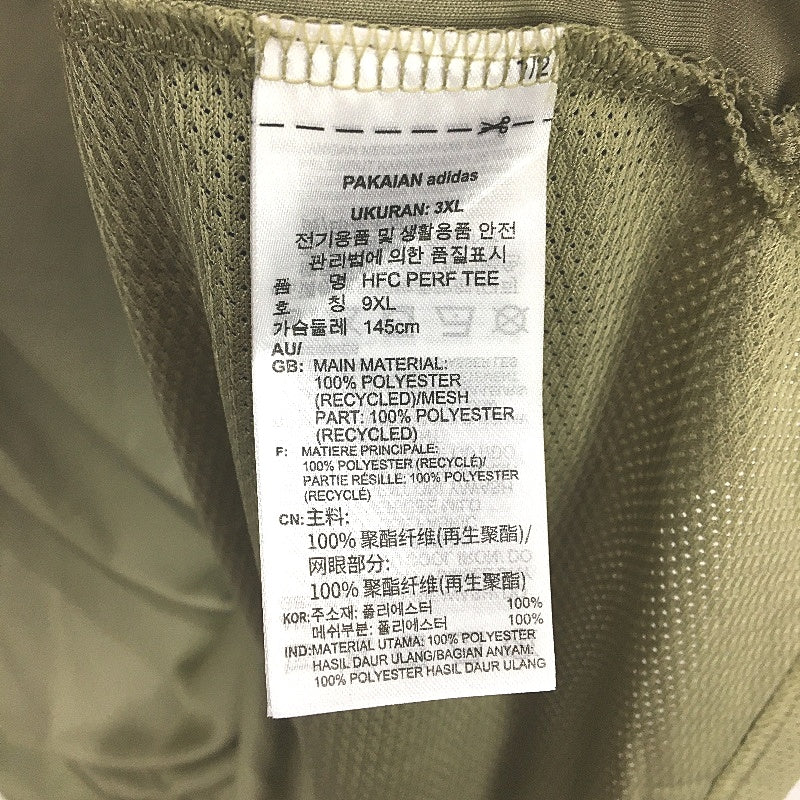 1/2
PAKAIAN adidas
UKURAN: 3XL
전기용품 및 생활용품 안전
관리법에 의한 품질표시
품 명 HFC PERF TEE
호 칭 9XL
가슴둘레 145cm
AU/
GB: MAIN MATERIAL:
100% POLYESTER
(RECYCLED)/MESH
PART: 100% POLYESTER
(RECYCLED)
F: MATIERE PRINCIPALE:
100% POLYESTER (RECYCLÉ)/
PARTIE RÉSILLE: 100% POLYESTER
(RECYCLÉ)
CN: 主料:
100% 聚酯纤维(再生聚酯)/
网眼部分:
100% 聚酯纤维(再生聚酯)
KOR: 주소재: 폴리에스터 100%
메쉬부분: 폴리에스터 100%
IND: MATERIAL UTAMA: 100% POLYESTER
HASIL DAUR ULANG/BAGIAN ANYAM:
100% POLYESTER HASIL DAUR ULANG